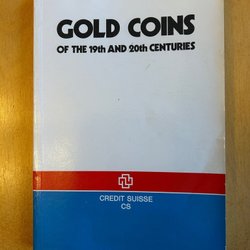 GOLD COINS
OF THE 19th AND 20th CENTURIES
CREDIT SUISSE
CS